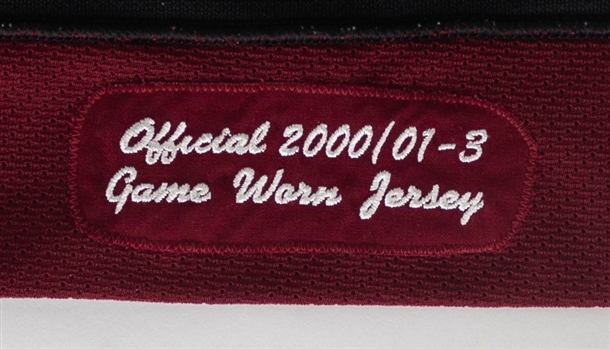 Official 2000/01-3
Game Worn Jersey